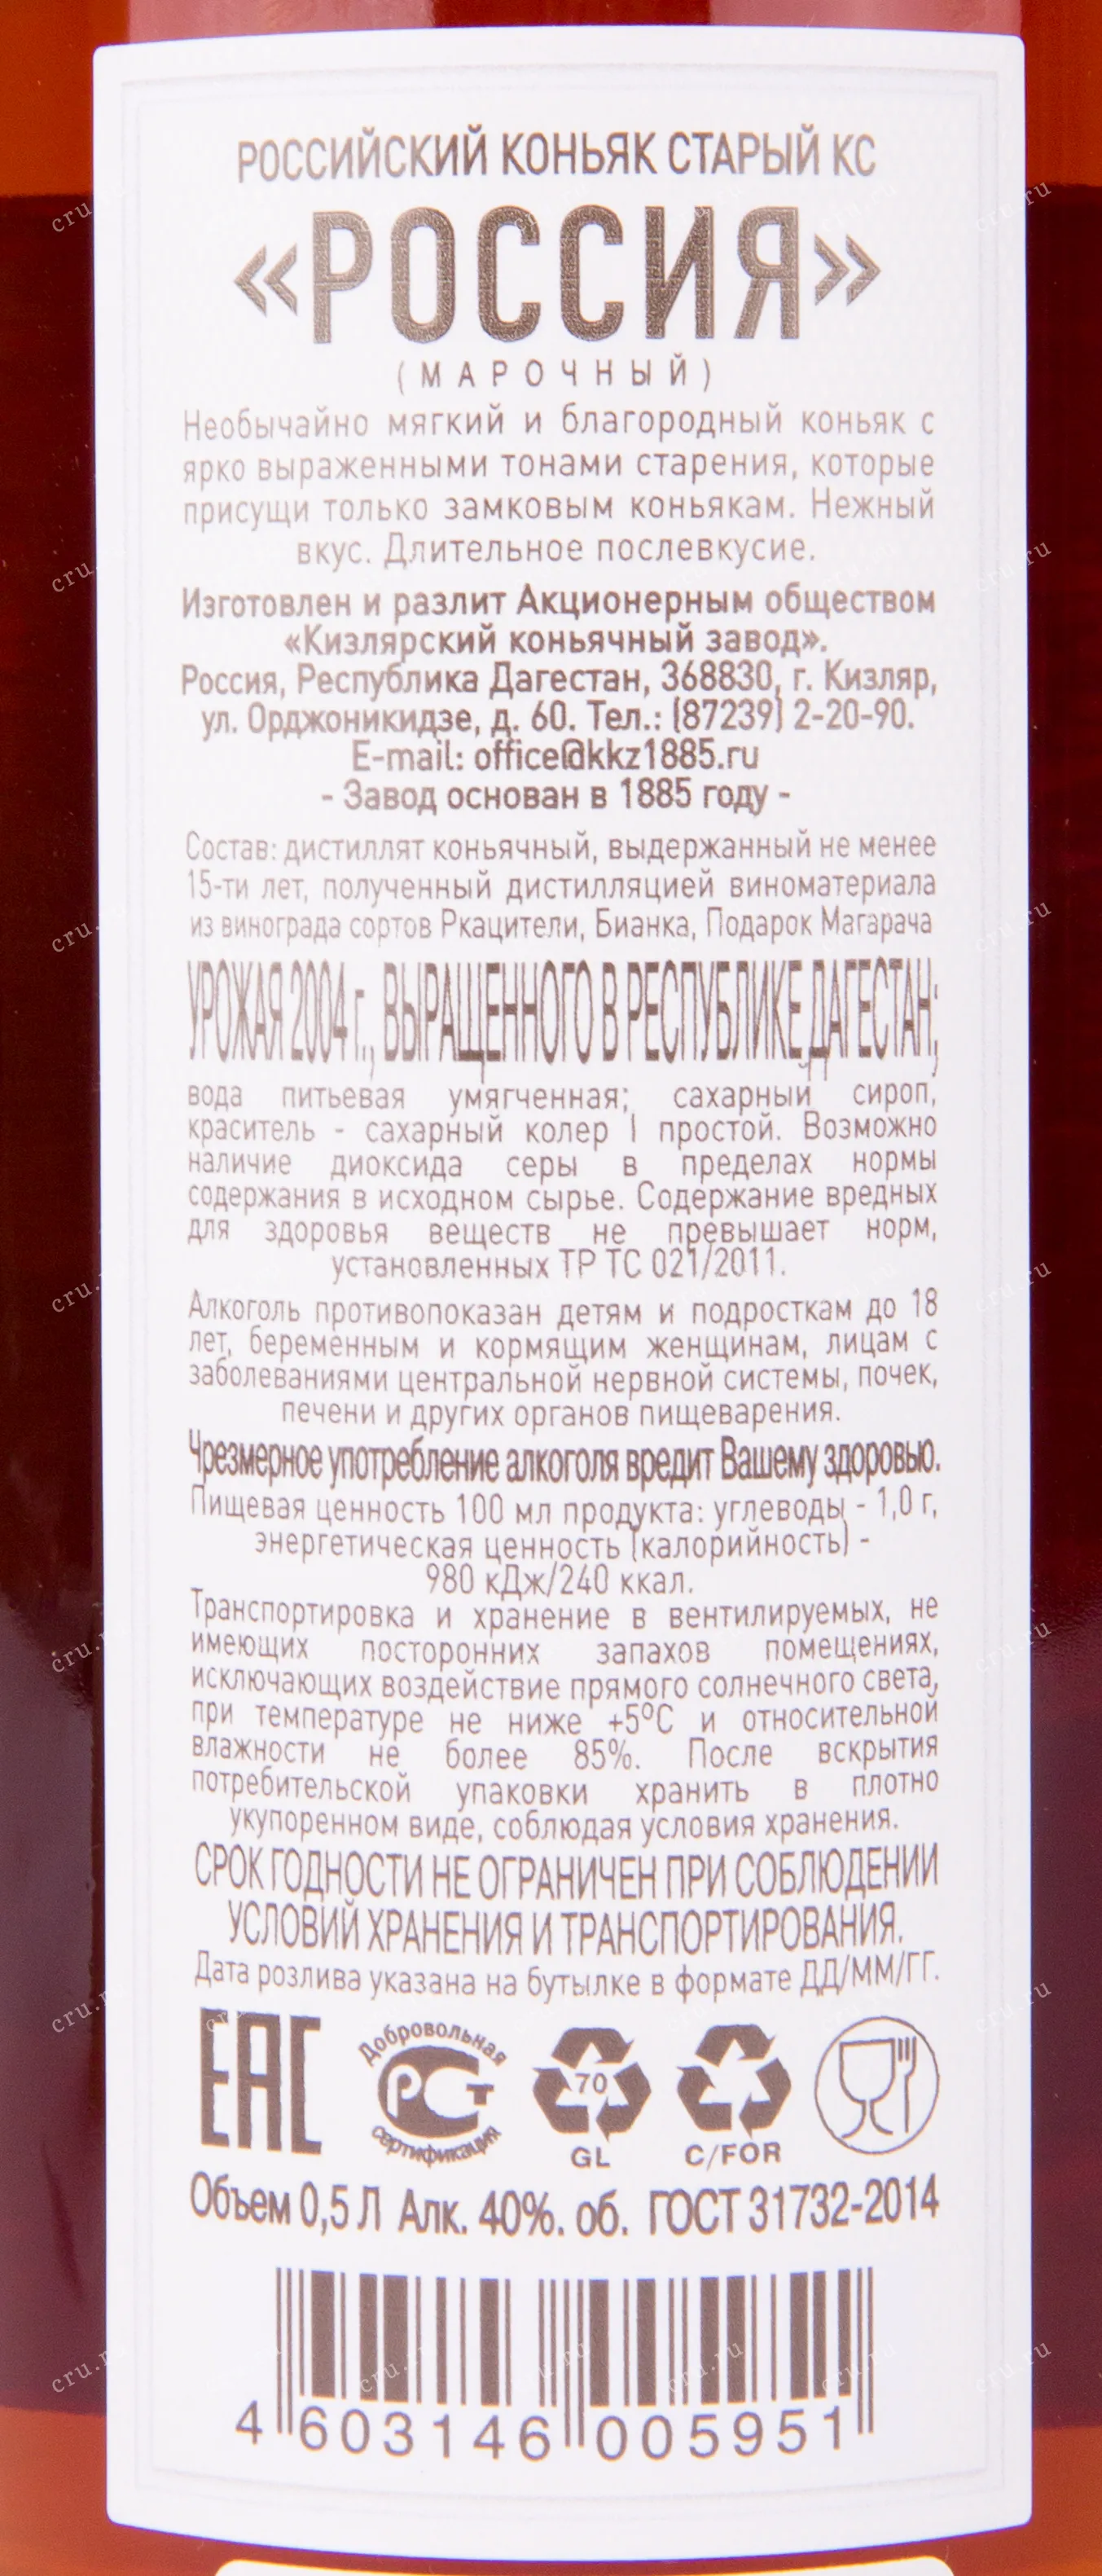 РОССИЙСКИЙ КОНЬЯК СТАРЫЙ КС
«РОССИЯ»
(МАРОЧНЫЙ)
Необычайно мягкий и благородный коньяк с
ярко выраженными тонами старения, которые
присущи только замковым коньякам. Нежный
вкус. Длительное послевкусие.
Изготовлен и разлит Акционерным обществом
«Кизлярский коньячный завод».
Россия, Республика Дагестан, 368830, г. Кизляр,
ул. Орджоникидзе, д. 60. Тел.: (87239) 2-20-90.
E-mail: office@kkz1885.ru
- Завод основан в 1885 году -
Состав: дистиллят коньячный, выдержанный не менее
15-ти лет, полученный дистилляцией виноматериала
из винограда сортов Ркацители, Бианка, Подарок Магарача
УРОЖАЯ 2004 г., ВЫРАЩЕННОГО В РЕСПУБЛИКЕ ДАГЕСТАН;
вода питьевая умягченная; сахарный сироп,
краситель - сахарный колер I простой. Возможно
наличие диоксида серы в пределах нормы
содержания в исходном сырье. Содержание вредных
для здоровья веществ не превышает норм,
установленных ТР ТС 021/2011.
Алкоголь противопоказан детям и подросткам до 18
лет, беременным и кормящим женщинам, лицам с
заболеваниями центральной нервной системы, почек,
печени и других органов пищеварения.
Чрезмерное употребление алкоголя вредит Вашему здоровью.
Пищевая ценность 100 мл продукта: углеводы - 1,0 г,
энергетическая ценность (калорийность) -
980 кДж/240 ккал.
Транспортировка и хранение в вентилируемых, не
имеющих посторонних запахов помещениях,
исключающих воздействие прямого солнечного света,
при температуре не ниже +5°С и относительной
влажности не более 85%. После вскрытия
потребительской упаковки хранить в плотно
укупоренном виде, соблюдая условия хранения.
СРОК ГОДНОСТИ НЕ ОГРАНИЧЕН ПРИ СОБЛЮДЕНИИ
УСЛОВИЙ ХРАНЕНИЯ И ТРАНСПОРТИРОВАНИЯ.
Дата розлива указана на бутылке в формате ДД/ММ/ГГ.
ЕАС
Добровольная
РСТ
сертификация
70
GL
C/FOR
Объем 0,5 Л Алк. 40%. об. ГОСТ 31732-2014
4 603146 005951
cru.ru